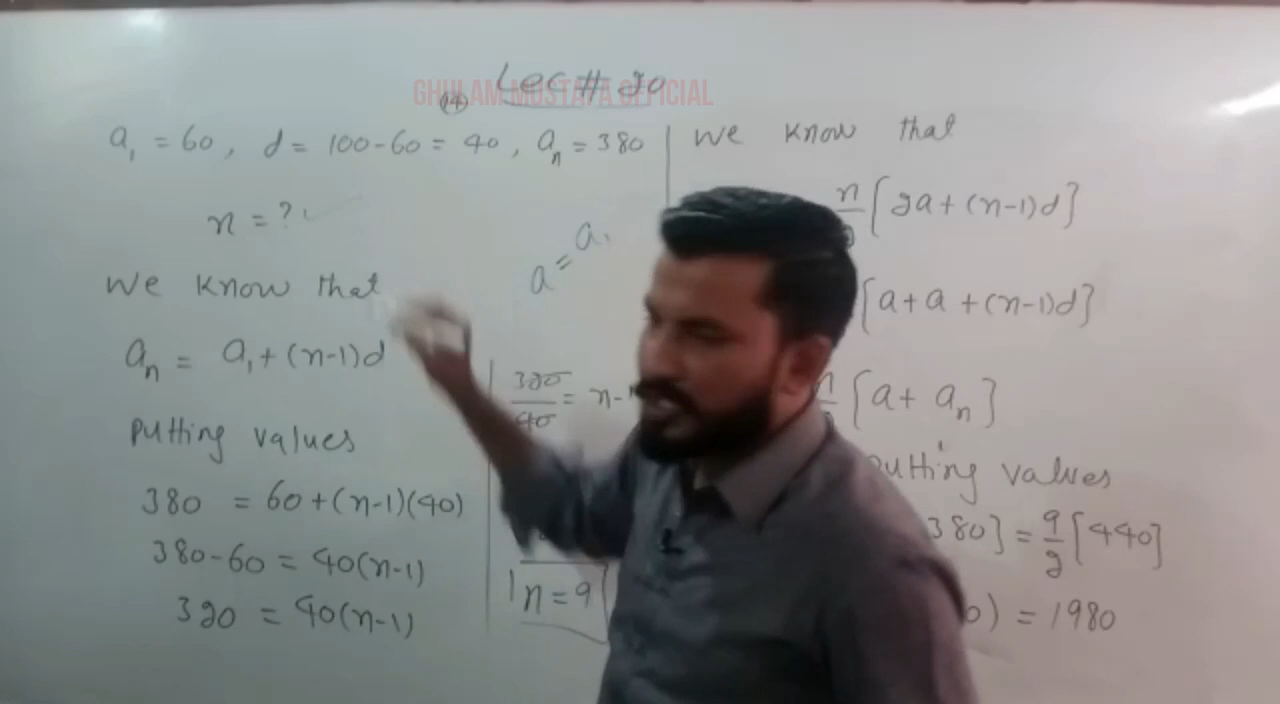 Lec # 20
GHULAM MUSTAFA OFFICIAL
(14)
a₁ = 60, d = 100-60 = 40, aₙ = 380
n = ?
We know that
a = a₁
aₙ = a₁+(n-1)d
Putting values
380 = 60+(n-1)(40)
380-60 = 40(n-1)
320 = 40(n-1)
320/40 = n-
n=9
We know that
n/2 [2a+(n-1)d]
[a+a+(n-1)d]
[a+ aₙ]
putting values
380] = 9/2 [440]
) = 1980